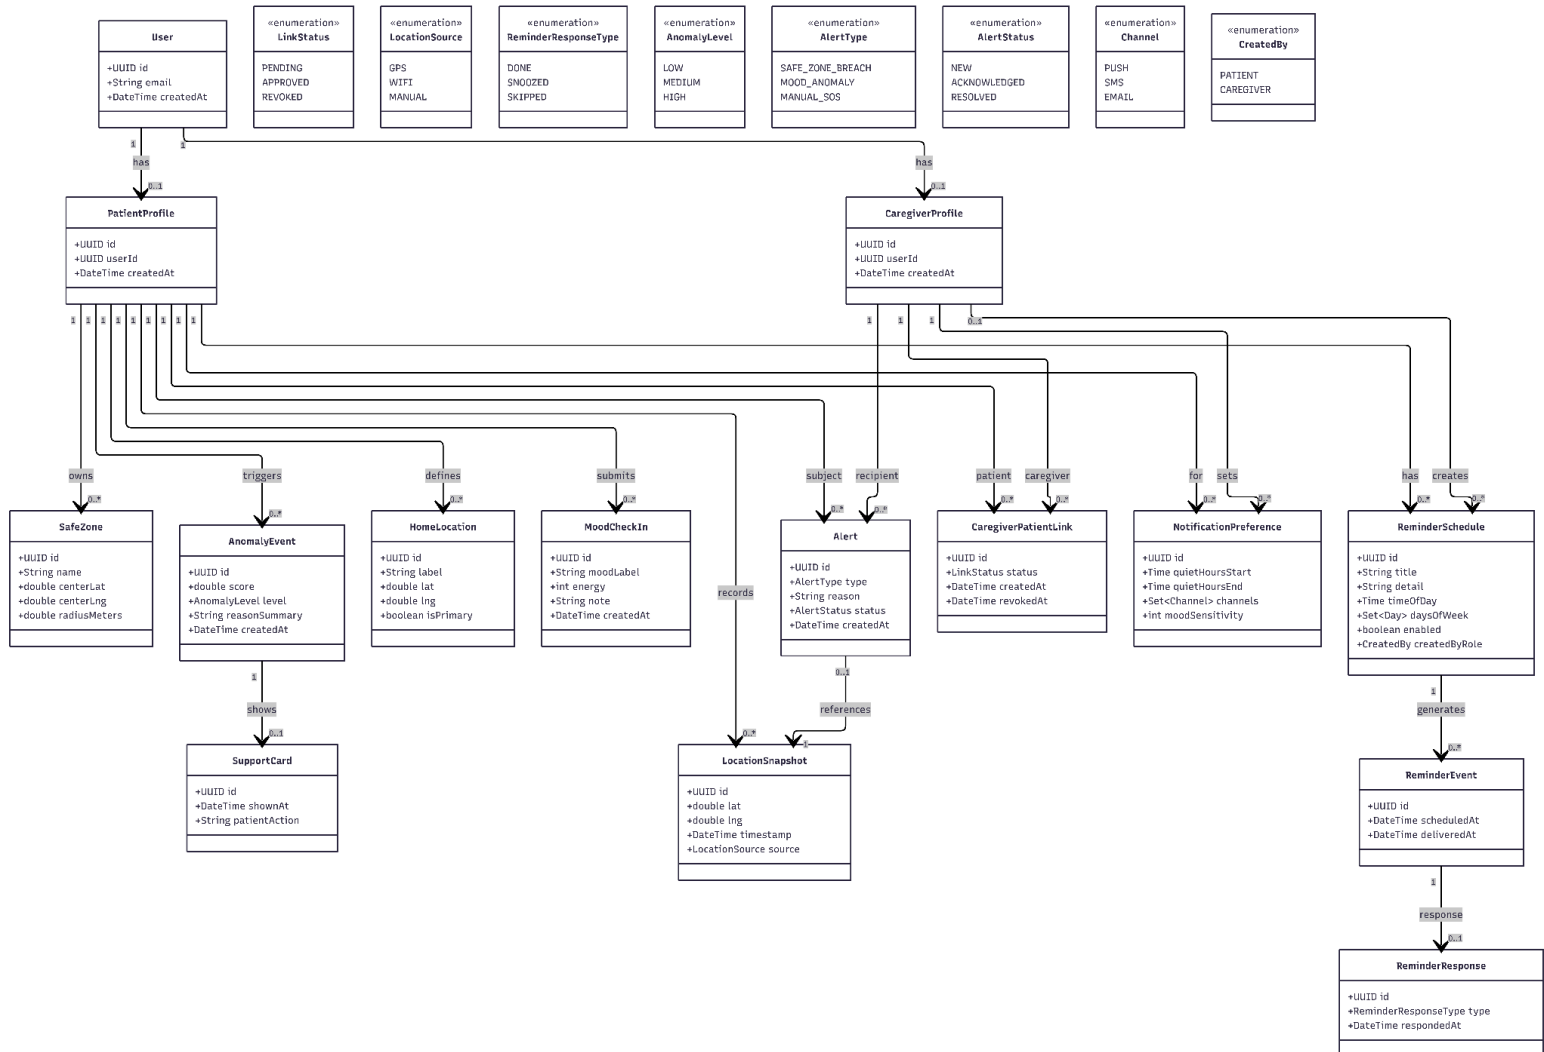 User
+UUID id
+String email
+DateTime createdAt
«enumeration»
LinkStatus
PENDING
APPROVED
REVOKED
«enumeration»
LocationSource
GPS
WIFI
MANUAL
«enumeration»
ReminderResponseType
DONE
SNOOZED
SKIPPED
«enumeration»
AnomalyLevel
LOW
MEDIUM
HIGH
«enumeration»
AlertType
SAFE_ZONE_BREACH
MOOD_ANOMALY
MANUAL_SOS
«enumeration»
AlertStatus
NEW
ACKNOWLEDGED
RESOLVED
«enumeration»
Channel
PUSH
SMS
EMAIL
«enumeration»
CreatedBy
PATIENT
CAREGIVER
1
1
has
has
0..1
0..1
PatientProfile
+UUID id
+UUID userId
+DateTime createdAt
CaregiverProfile
+UUID id
+UUID userId
+DateTime createdAt
1
1
1
1
1
1
1
1
1
1
1
1
0..1
owns
triggers
defines
submits
subject
recipient
patient
caregiver
for
sets
has
creates
0..*
0..*
0..*
0..*
0..*
0..*
0..*
0..*
0..*
0..*
0..*
0..*
SafeZone
+UUID id
+String name
+double centerLat
+double centerLng
+double radiusMeters
AnomalyEvent
+UUID id
+double score
+AnomalyLevel level
+String reasonSummary
+DateTime createdAt
HomeLocation
+UUID id
+String label
+double lat
+double lng
+boolean isPrimary
MoodCheckIn
+UUID id
+String moodLabel
+int energy
+String note
+DateTime createdAt
records
Alert
+UUID id
+AlertType type
+String reason
+AlertStatus status
+DateTime createdAt
CaregiverPatientLink
+UUID id
+LinkStatus status
+DateTime createdAt
+DateTime revokedAt
NotificationPreference
+UUID id
+Time quietHoursStart
+Time quietHoursEnd
+Set<Channel> channels
+int moodSensitivity
ReminderSchedule
+UUID id
+String title
+String detail
+Time timeOfDay
+Set<Day> daysOfWeek
+boolean enabled
+CreatedBy createdByRole
1
shows
0..1
0..1
references
0..*
1
1
generates
0..*
SupportCard
+UUID id
+DateTime shownAt
+String patientAction
LocationSnapshot
+UUID id
+double lat
+double lng
+DateTime timestamp
+LocationSource source
ReminderEvent
+UUID id
+DateTime scheduledAt
+DateTime deliveredAt
1
response
0..1
ReminderResponse
+UUID id
+ReminderResponseType type
+DateTime respondedAt